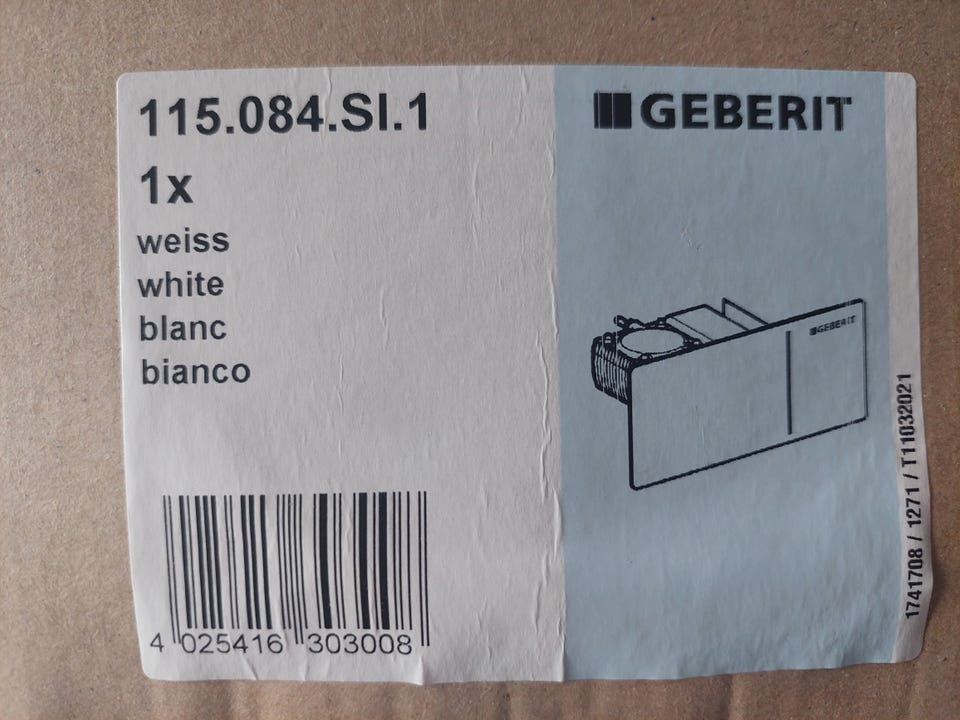 115.084.SI.1
1x
weiss
white
blanc
bianco
4 025416 303008
GEBERIT
GEBERIT
1741708 / 1271 / T11032021